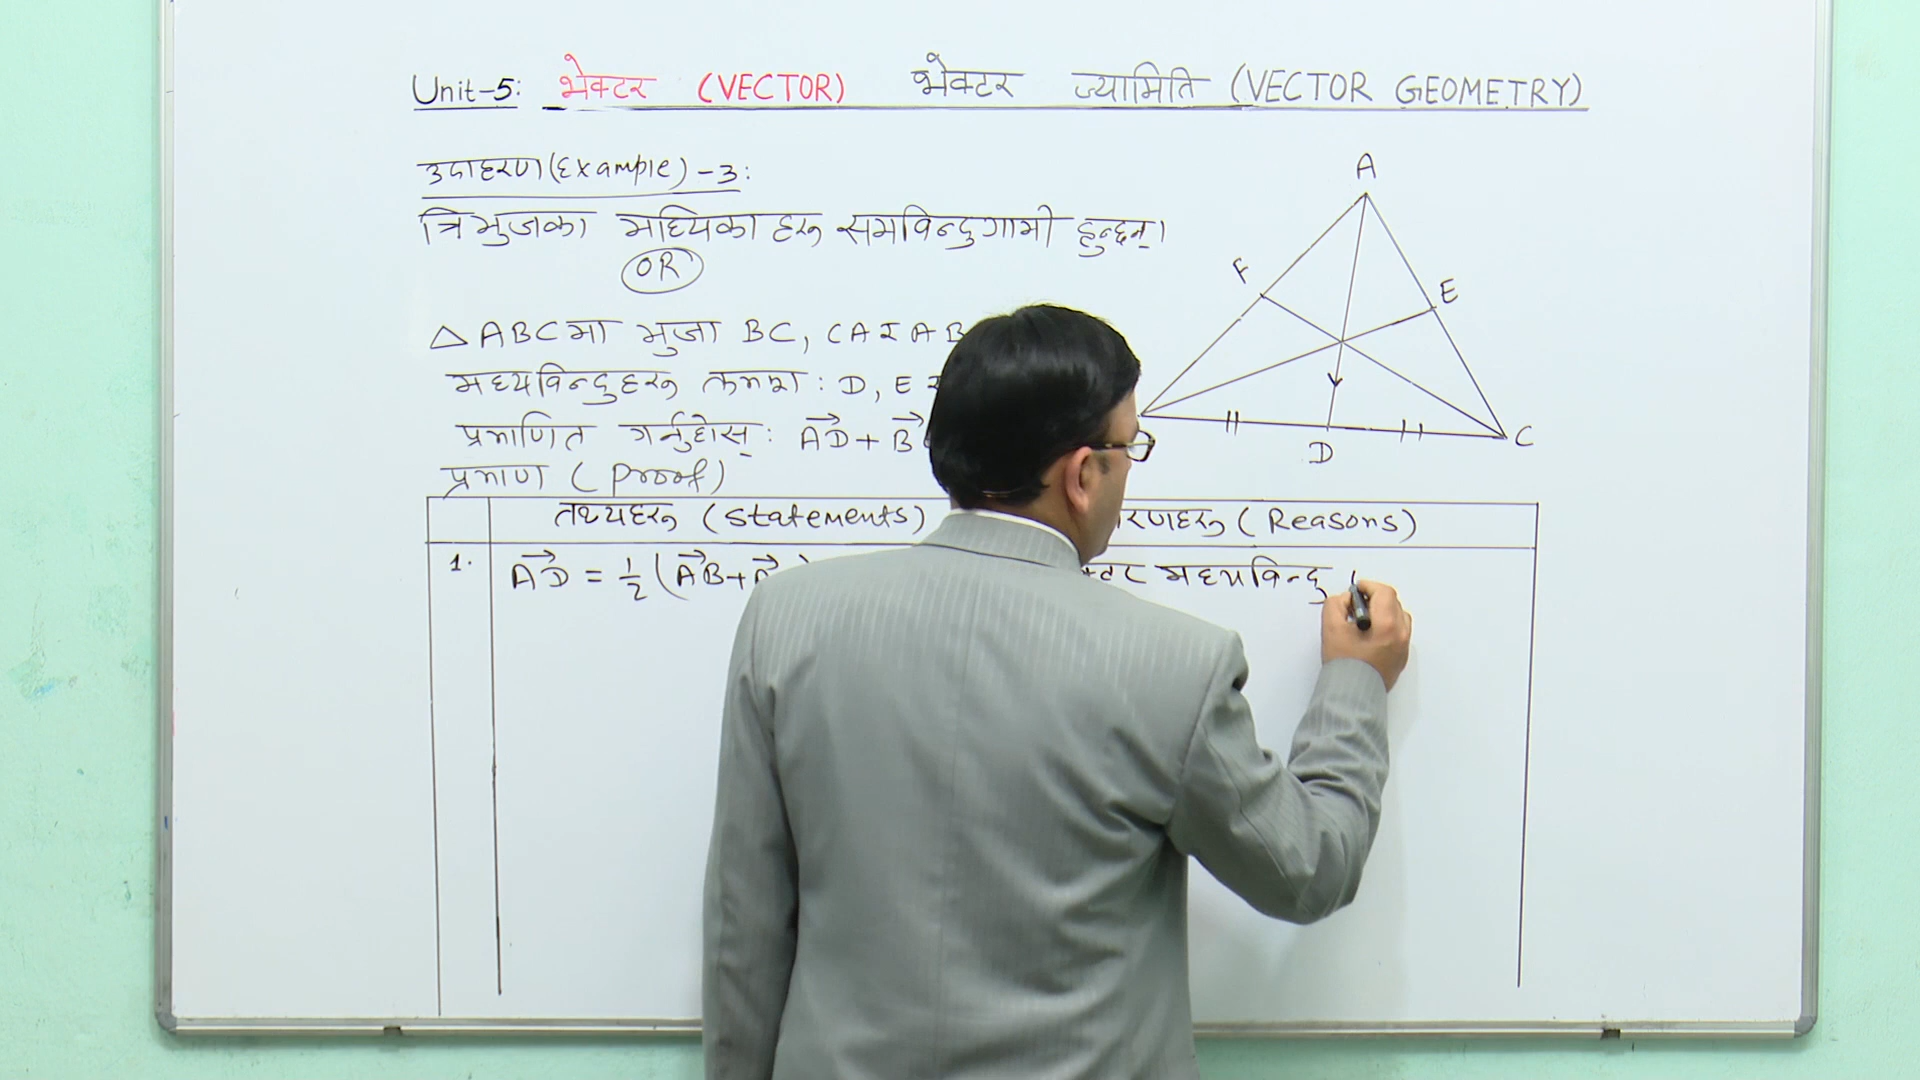 Unit-5: भेक्टर (VECTOR) भेक्टर ज्यामिति (VECTOR GEOMETRY)
उदाहरण (Example) -3:
त्रिभुजका मध्यिकाहरू समविन्दुगामी हुन्छन्।
OR
△ABC मा भुजा BC, CA र AB
मध्यविन्दुहरू क्रमशः D, E र
प्रमाणित गर्नुहोस्: AD→ + B
प्रमाण (Proof)
तथ्यहरू (Statements)
(Reasons)
1. AD→ = 1/2 (AB→ +
मध्यविन्दु
A
F
E
D
C